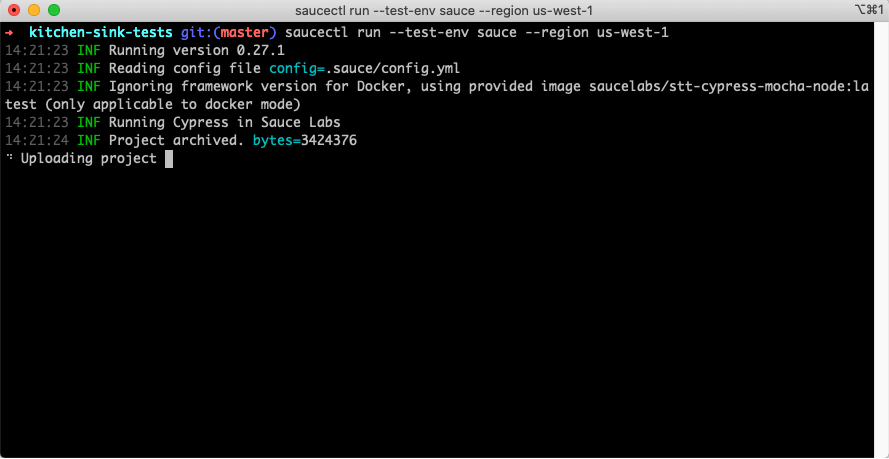 saucectl run --test-env sauce --region us-west-1
⌥⌘1
➜ kitchen-sink-tests git:(master) saucectl run --test-env sauce --region us-west-1
14:21:23 INF Running version 0.27.1
14:21:23 INF Reading config file config=.sauce/config.yml
14:21:23 INF Ignoring framework version for Docker, using provided image saucelabs/stt-cypress-mocha-node:la
test (only applicable to docker mode)
14:21:23 INF Running Cypress in Sauce Labs
14:21:24 INF Project archived. bytes=3424376
Uploading project